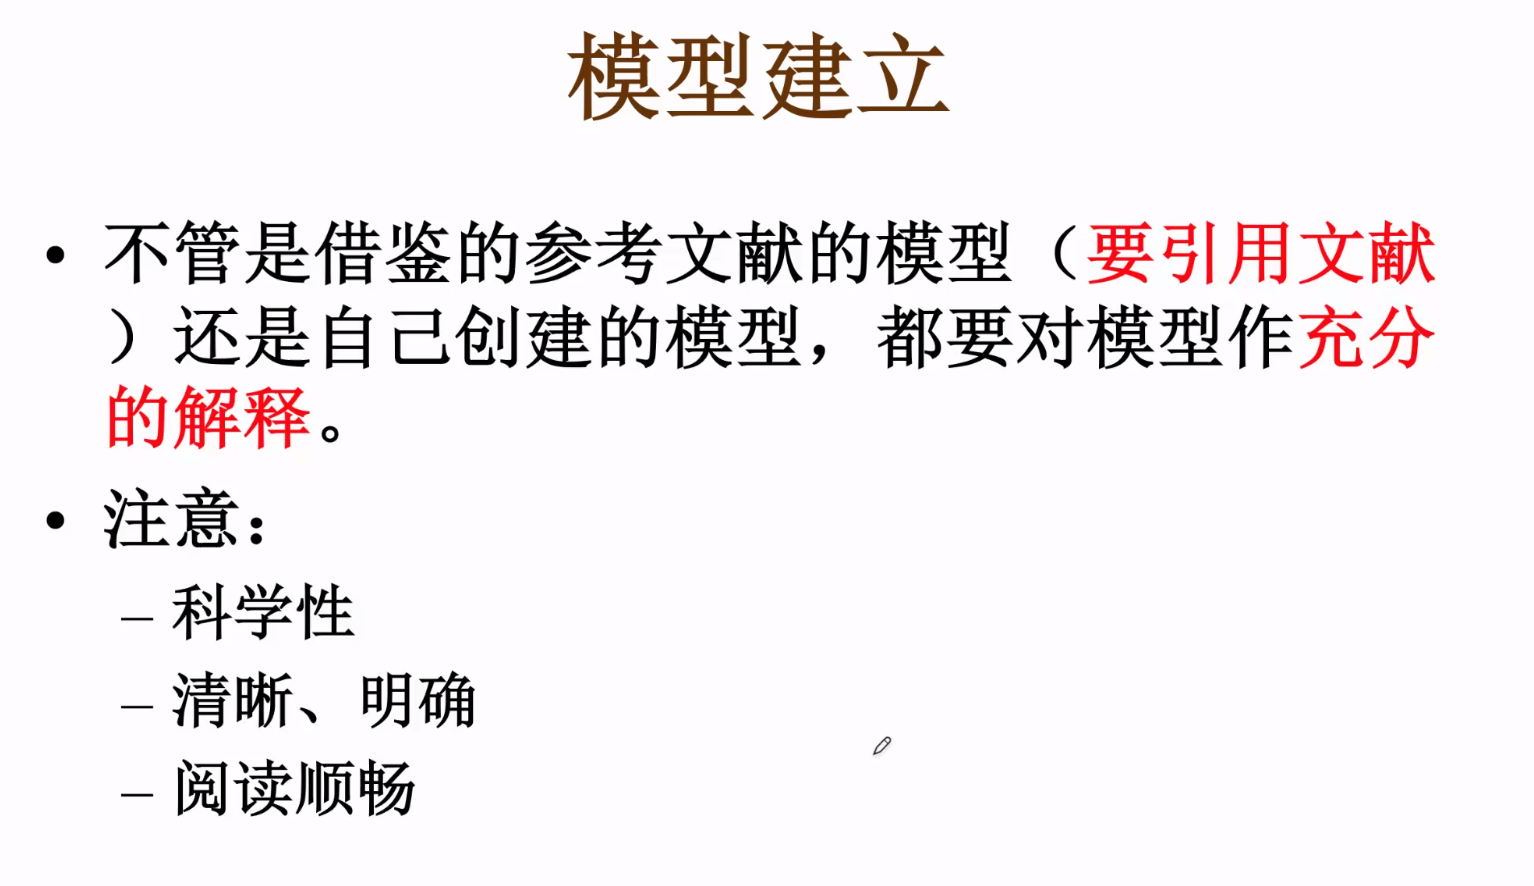 模型建立
• 不管是借鉴的参考文献的模型（要引用文献
）还是自己创建的模型，都要对模型作充分
的解释。
• 注意：
– 科学性
– 清晰、明确
– 阅读顺畅